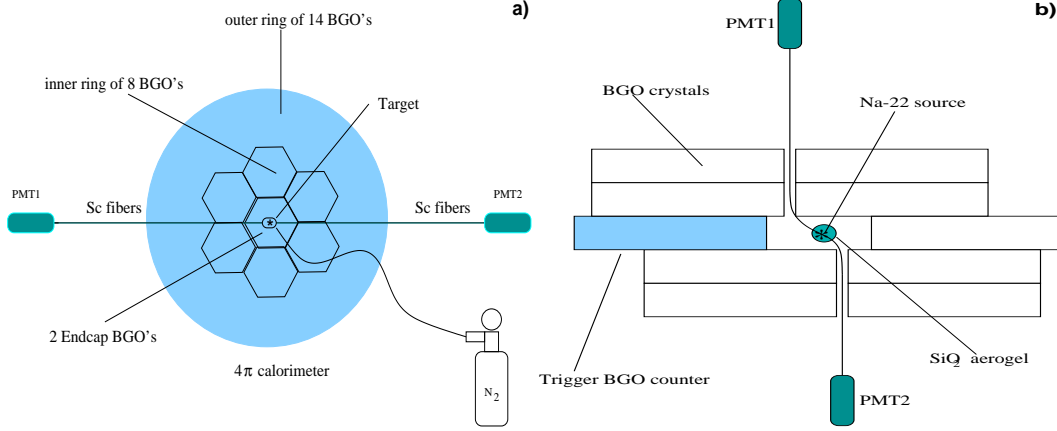 a)
outer ring of 14 BGO's
inner ring of 8 BGO's
Target
PMT1
Sc fibers
Sc fibers
PMT2
2 Endcap BGO's
4π calorimeter
N2
b)
PMT1
BGO crystals
Na-22 source
SiO2 aerogel
Trigger BGO counter
PMT2